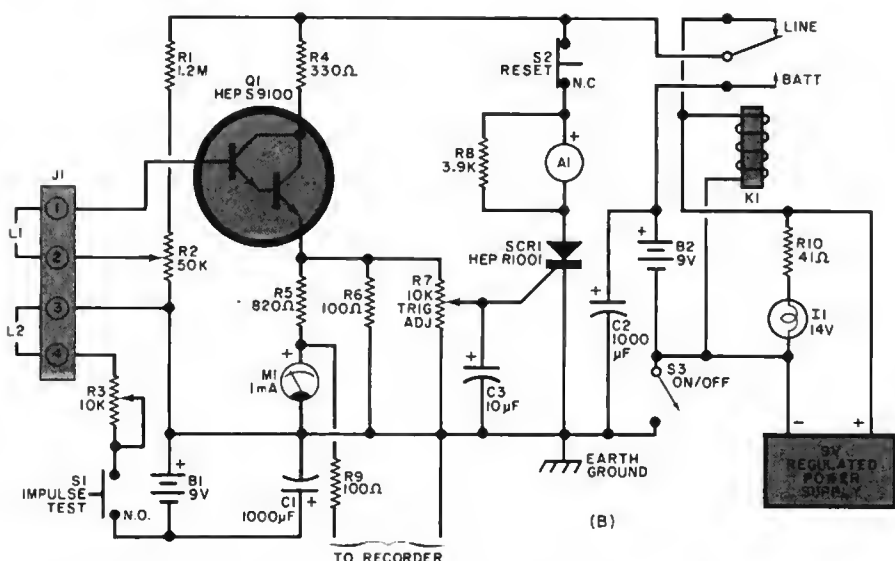 R1
1.2M
Q1
HEP S9100
R4
330Ω
S2
RESET
N.C
LINE
BATT
R8
3.9K
+
A1
K1
J1
1
L1
2
3
L2
4
R2
50K
SCR1
HEP R1001
+
B2
9V
R10
41Ω
I1
14V
R5
820Ω
R6
100Ω
R7
10K
TRIG
ADJ
+
C2
1000
µF
+
M1
1mA
+
C3
10µF
S3
ON/OFF
R3
10K
S1
IMPULSE
TEST
N.O.
+
B1
9V
C1
1000µF
+
R9
100Ω
EARTH
GROUND
- +
9V
REGULATED
POWER
SUPPLY
(B)
TO RECORDER